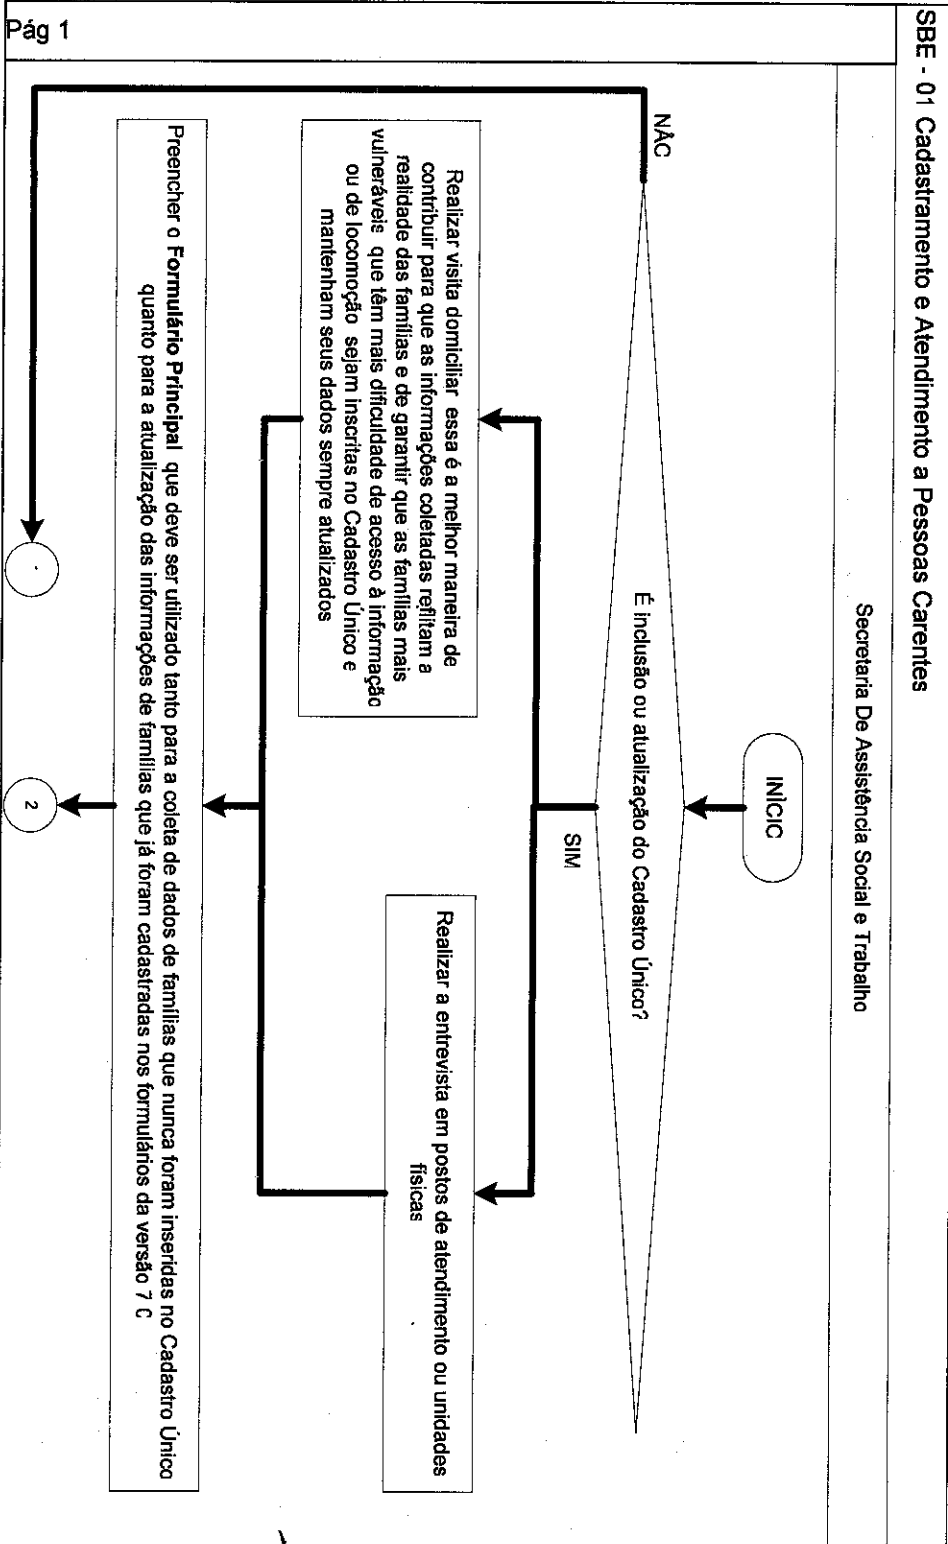 SBE - 01 Cadastramento e Atendimento a Pessoas Carentes
Secretaria De Assistência Social e Trabalho
INÌCIC
É inclusão ou atualização do Cadastro Único?
NÃC
SIM
Realizar visita domiciliar essa é a melhor maneira de
contribuir para que as informações coletadas reflitam a
realidade das famílias e de garantir que as famílias mais
vulneráveis que têm mais dificuldade de acesso à informação
ou de locomoção sejam inscritas no Cadastro Único e
mantenham seus dados sempre atualizados
Realizar a entrevista em postos de atendimento ou unidades
físicas
Preencher o Formulário Principal que deve ser utilizado tanto para a coleta de dados de famílias que nunca foram inseridas no Cadastro Único
quanto para a atualização das informações de famílias que já foram cadastradas nos formulários da versão 7 C
2
Pág 1